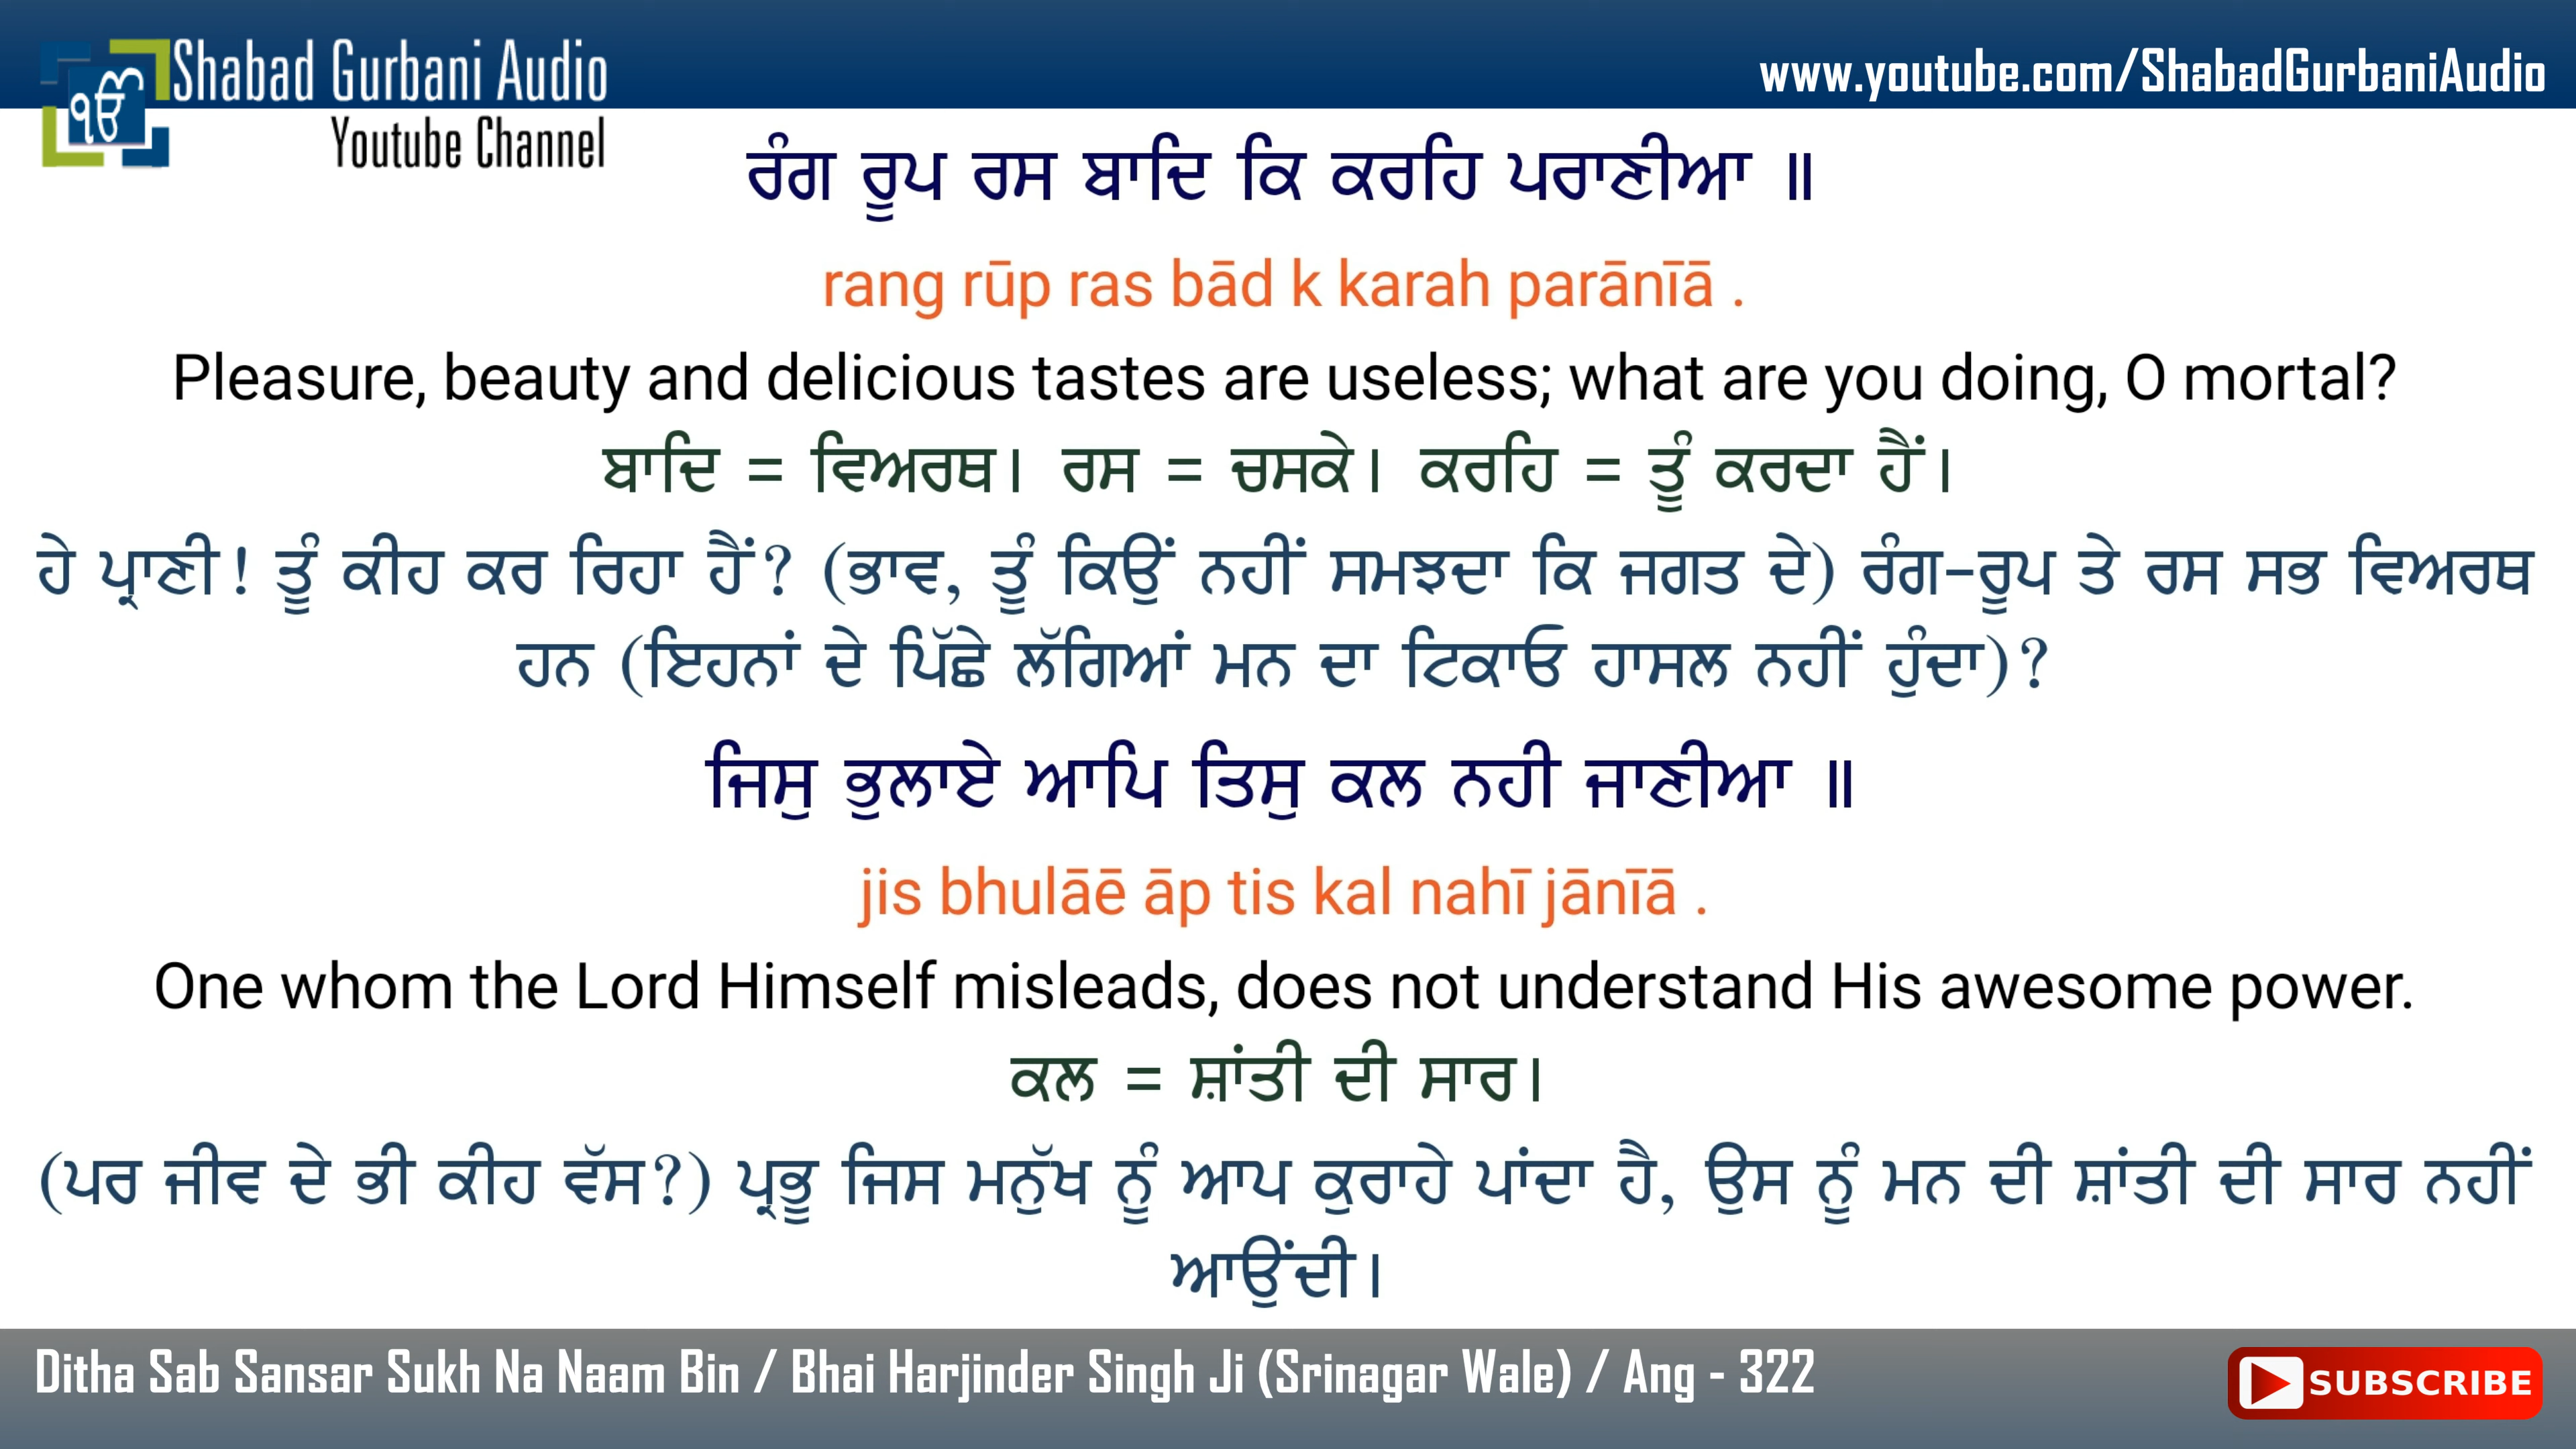 Shabad Gurbani Audio
www.youtube.com/ShabadGurbaniAudio
ੴ
Youtube Channel
ਰੰਗ ਰੂਪ ਰਸ ਬਾਦਿ ਕਿ ਕਰਹਿ ਪਰਾਣੀਆ ॥
rang rūp ras bād k karah parānīā .
Pleasure, beauty and delicious tastes are useless; what are you doing, O mortal?
ਬਾਦਿ = ਵਿਅਰਥ। ਰਸ = ਚਸਕੇ। ਕਰਹਿ = ਤੂੰ ਕਰਦਾ ਹੈਂ।
ਹੇ ਪ੍ਰਾਣੀ! ਤੂੰ ਕੀਹ ਕਰ ਰਿਹਾ ਹੈਂ? (ਭਾਵ, ਤੂੰ ਕਿਉਂ ਨਹੀਂ ਸਮਝਦਾ ਕਿ ਜਗਤ ਦੇ) ਰੰਗ-ਰੂਪ ਤੇ ਰਸ ਸਭ ਵਿਅਰਥ
ਹਨ (ਇਹਨਾਂ ਦੇ ਪਿੱਛੇ ਲੱਗਿਆਂ ਮਨ ਦਾ ਟਿਕਾਓ ਹਾਸਲ ਨਹੀਂ ਹੁੰਦਾ)?
ਜਿਸੁ ਭੁਲਾਏ ਆਪਿ ਤਿਸੁ ਕਲ ਨਹੀ ਜਾਣੀਆ ॥
jis bhulāē āp tis kal nahī jānīā .
One whom the Lord Himself misleads, does not understand His awesome power.
ਕਲ = ਸ਼ਾਂਤੀ ਦੀ ਸਾਰ।
(ਪਰ ਜੀਵ ਦੇ ਭੀ ਕੀਹ ਵੱਸ?) ਪ੍ਰਭੂ ਜਿਸ ਮਨੁੱਖ ਨੂੰ ਆਪ ਕੁਰਾਹੇ ਪਾਂਦਾ ਹੈ, ਉਸ ਨੂੰ ਮਨ ਦੀ ਸ਼ਾਂਤੀ ਦੀ ਸਾਰ ਨਹੀਂ
ਆਉਂਦੀ।
Ditha Sab Sansar Sukh Na Naam Bin / Bhai Harjinder Singh Ji (Srinagar Wale) / Ang - 322
SUBSCRIBE